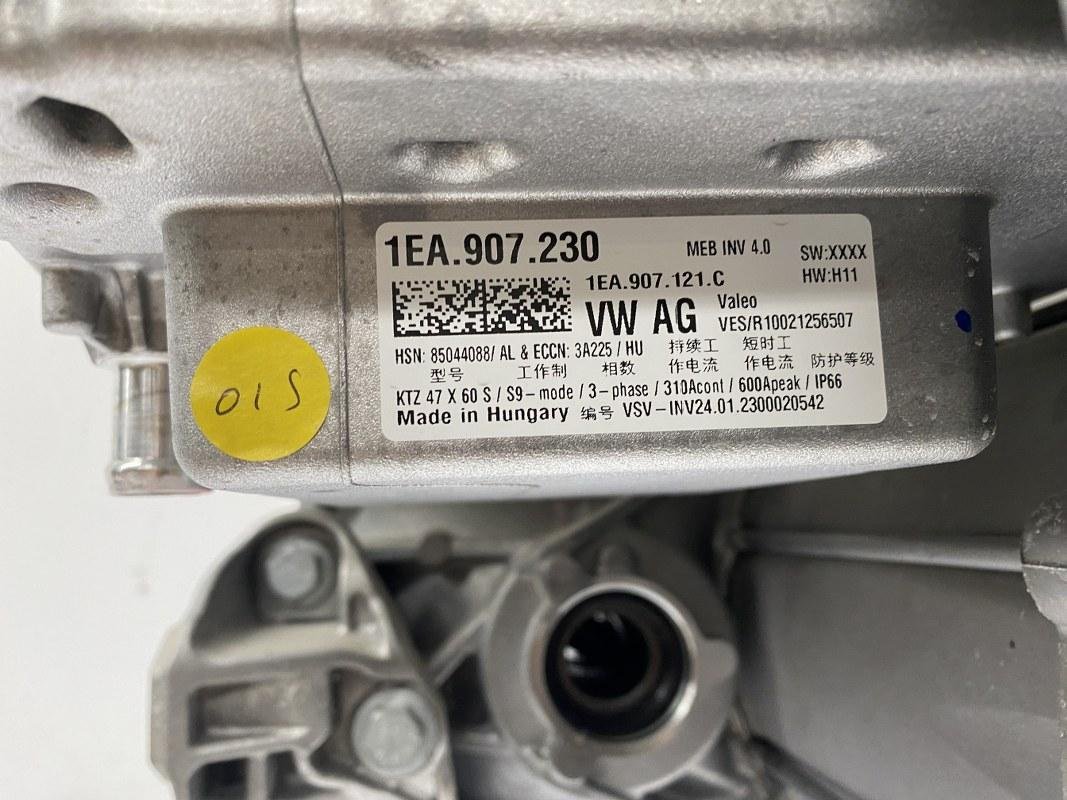 1EA.907.230 MEB INV 4.0 SW:XXXX
1EA.907.121.C HW:H11
VW AG Valeo
VES/R10021256507
HSN: 85044088/ AL & ECCN: 3A225 / HU 持续工 短时工
型号 工作制 相数 作电流 作电流 防护等级
KTZ 47 X 60 S / S9-mode / 3-phase / 310Acont / 600Apeak / IP66
Made in Hungary 编号 VSV-INV24.01.2300020542
01S